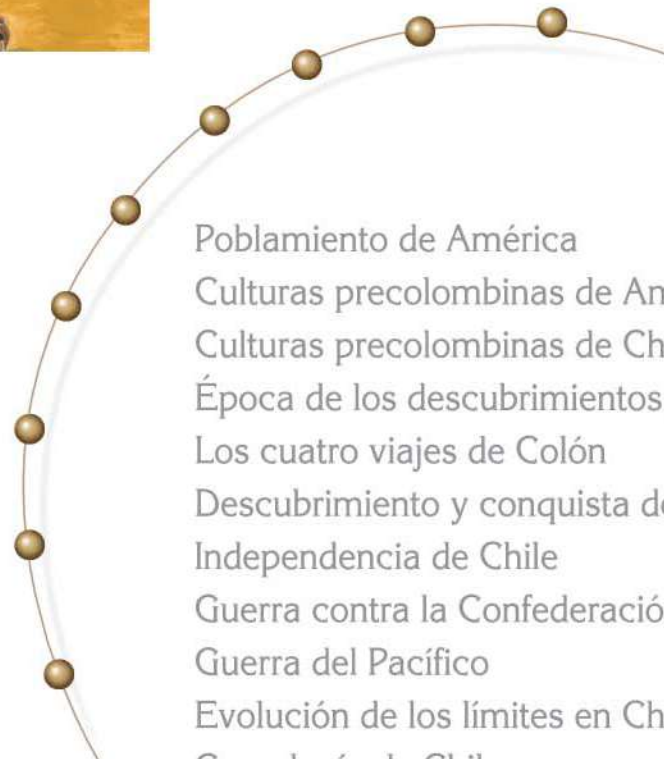 Poblamiento de América
Culturas precolombinas de
Culturas precolombinas de
Época de los descubrimientos
Los cuatro viajes de Colón
Descubrimiento y conquista
Independencia de Chile
Guerra contra la
Guerra del Pacífico
Evolución de los límites en
de